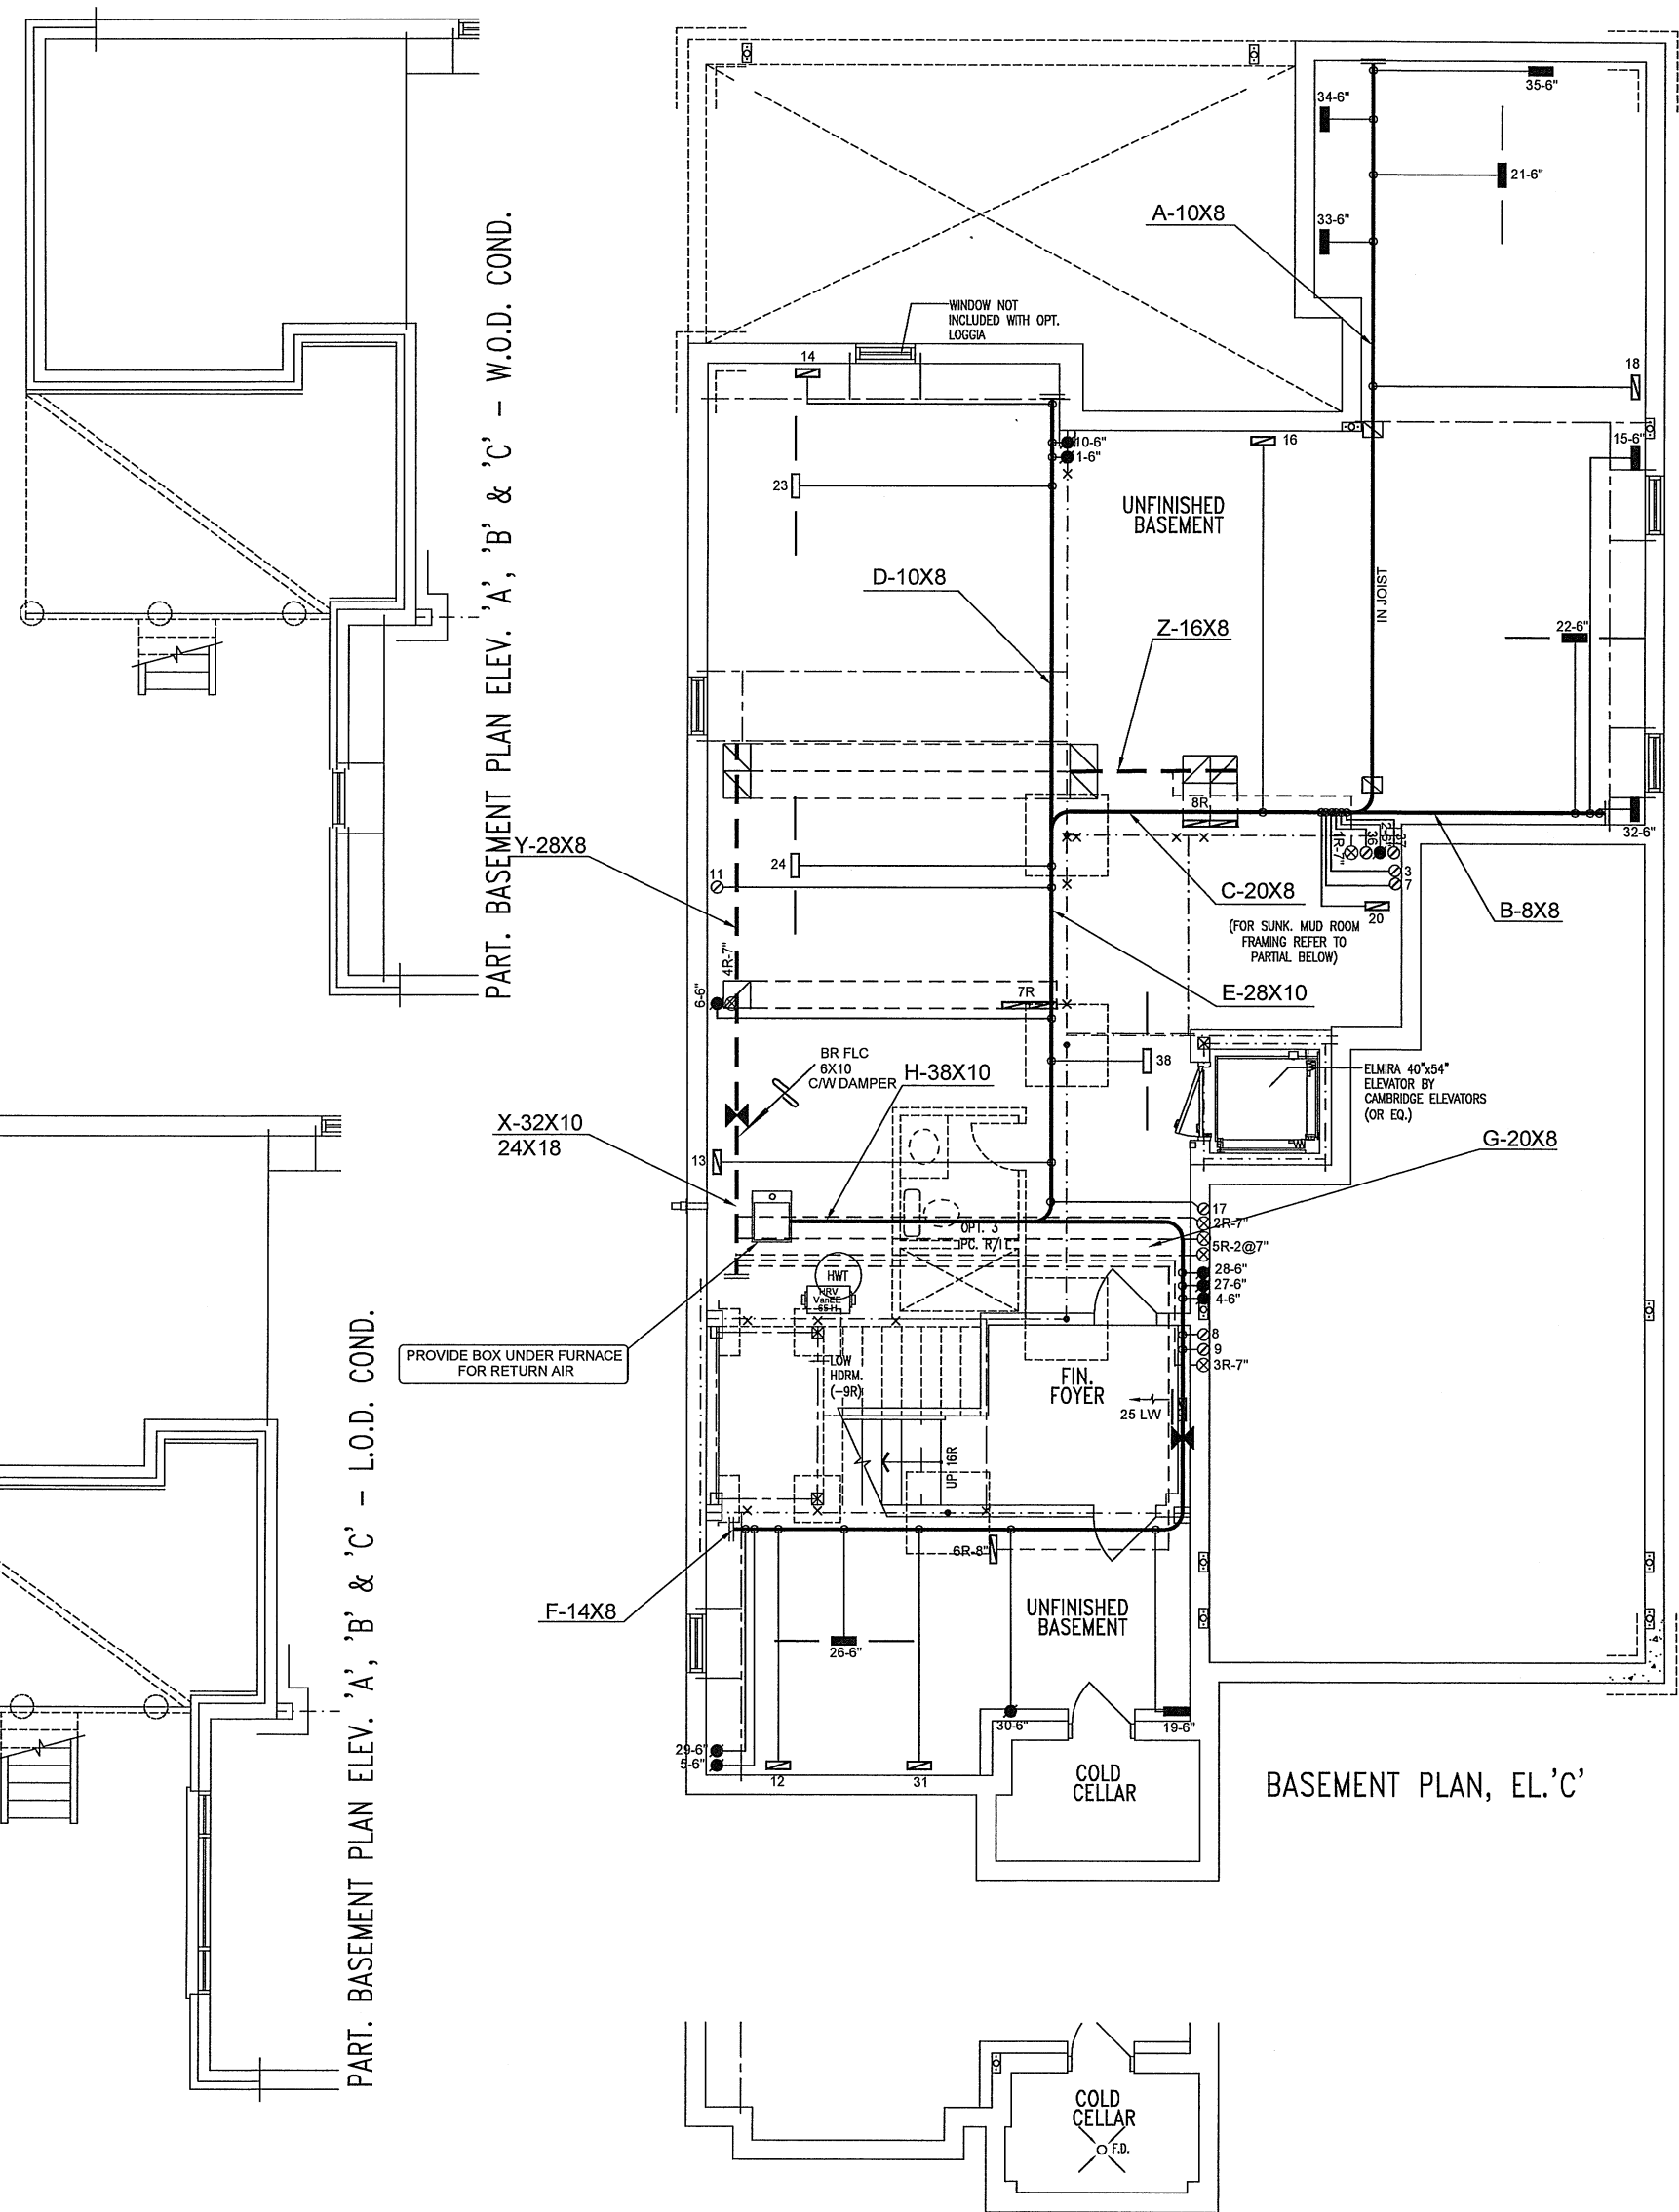 PART. BASEMENT PLAN ELEV. 'A', 'B' & 'C' - W.O.D. COND.
PART. BASEMENT PLAN ELEV. 'A', 'B' & 'C' - L.O.D. COND.
35-6"
34-6"
21-6"
33-6"
A-10X8
WINDOW NOT
INCLUDED WITH OPT.
LOGGIA
14
18
10-6"
1-6"
16
15-6"
23
UNFINISHED
BASEMENT
D-10X8
IN JOIST
Z-16X8
22-6"
8R
32-6"
Y-28X8
24
11
1R-7"
36
37
3
7
20
C-20X8
B-8X8
(FOR SUNK. MUD ROOM
FRAMING REFER TO
PARTIAL BELOW)
4R-7"
6-6"
7R
E-28X10
BR FLC
6X10
C/W DAMPER
H-38X10
38
ELMIRA 40"x54"
ELEVATOR BY
CAMBRIDGE ELEVATORS
(OR EQ.)
X-32X10
24X18
G-20X8
13
17
2R-7"
OPT. 3
PC. R/I
5R-2@7"
HWT
HRV
VanEE
65 H
28-6"
27-6"
4-6"
8
9
3R-7"
PROVIDE BOX UNDER FURNACE
FOR RETURN AIR
LOW
HDRM.
(-9R)
FIN.
FOYER
25 LW
UP 16R
6R-8"
F-14X8
UNFINISHED
BASEMENT
26-6"
30-6"
19-6"
29-6"
5-6"
12
31
COLD
CELLAR
BASEMENT PLAN, EL.'C'
COLD
CELLAR
F.D.